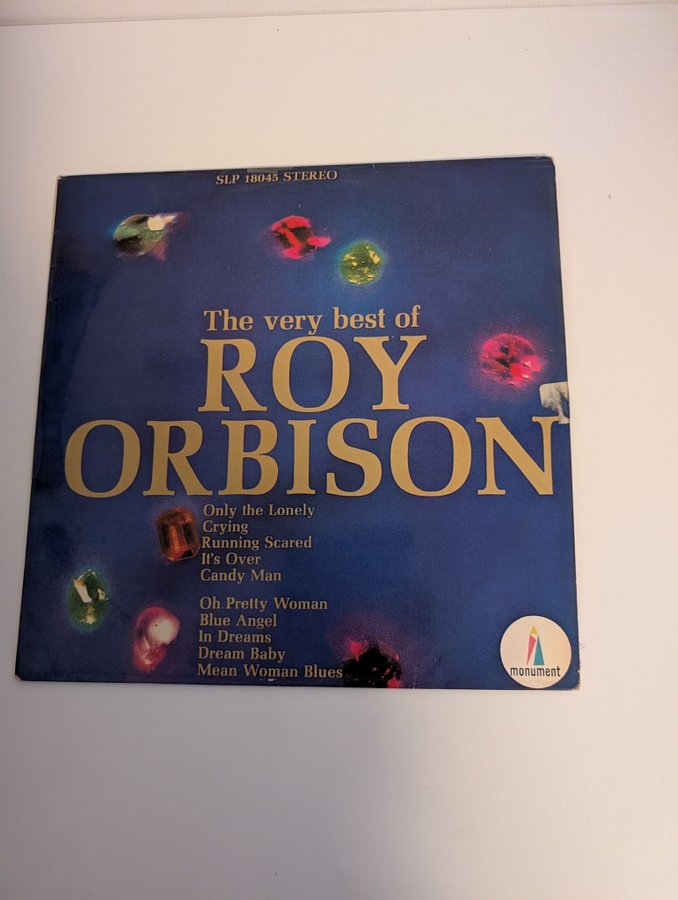 SLP 18045 STEREO
The very best of
ROY
ORBISON
Only the Lonely
Crying
Running Scared
It's Over
Candy Man
Oh Pretty Woman
Blue Angel
In Dreams
Dream Baby
Mean Woman Blues
monument